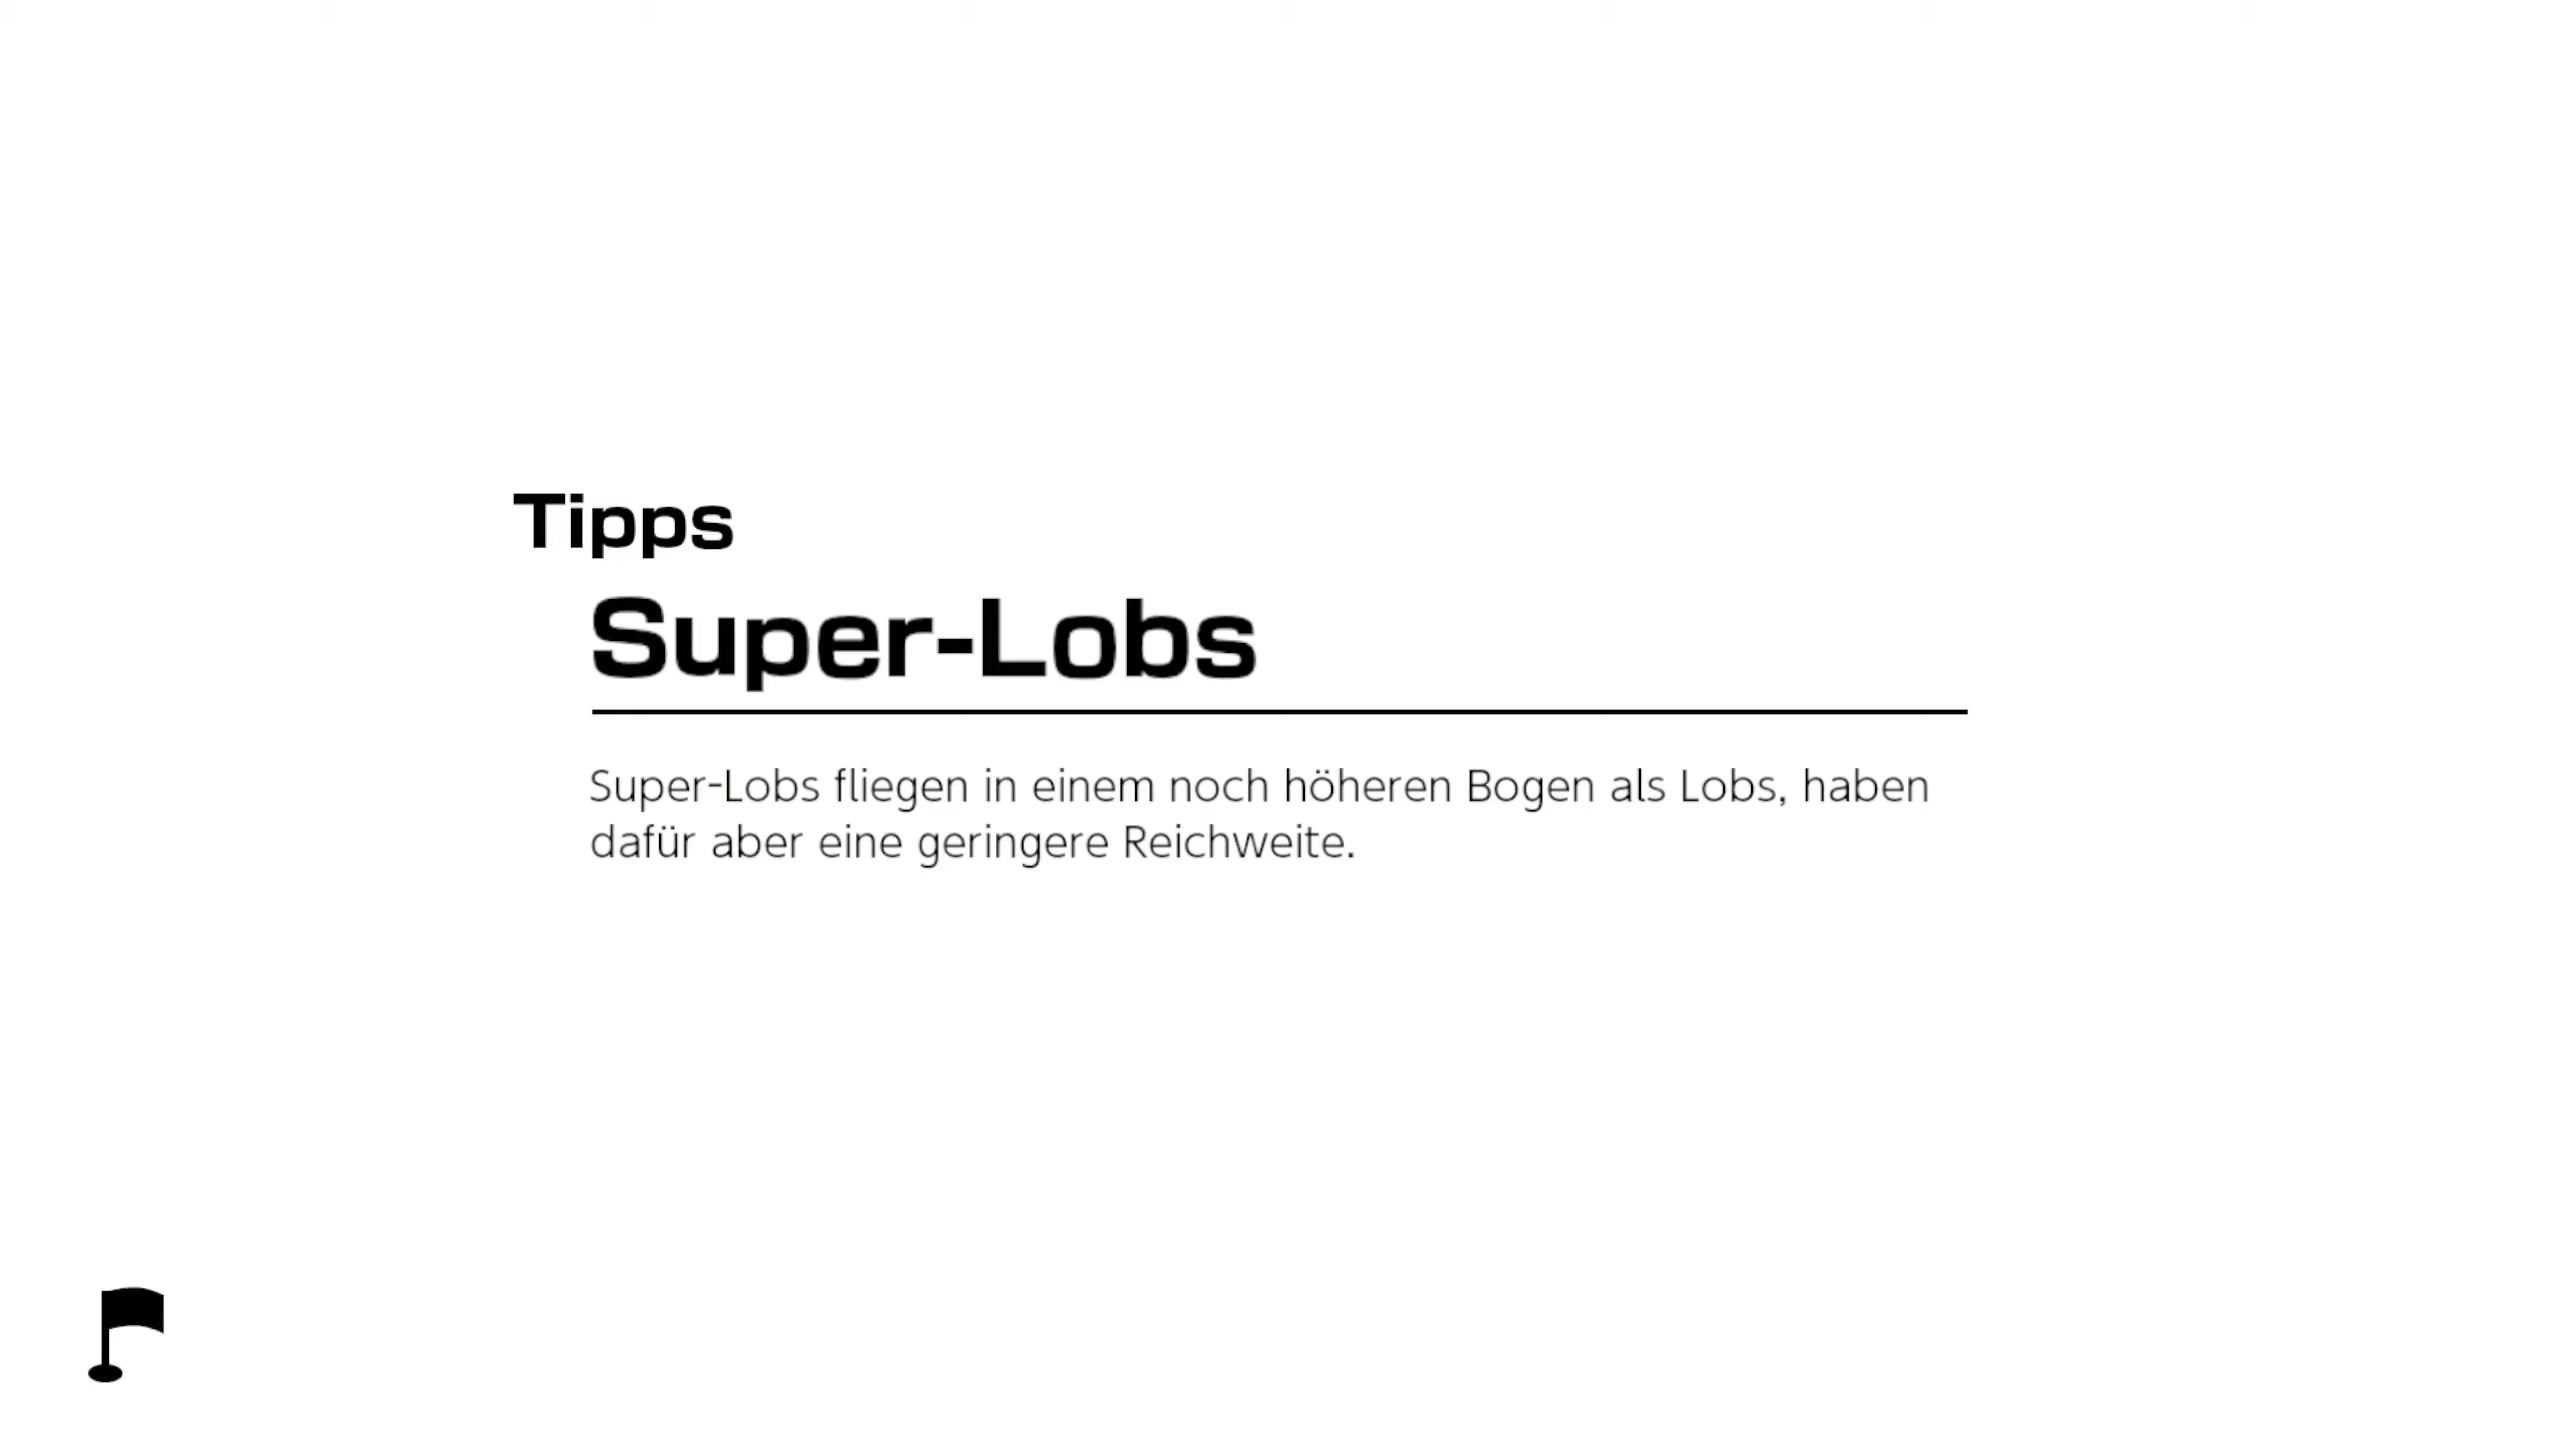 Tipps
Super-Lobs
Super-Lobs fliegen in einem noch höheren Bogen als Lobs, haben
dafür aber eine geringere Reichweite.